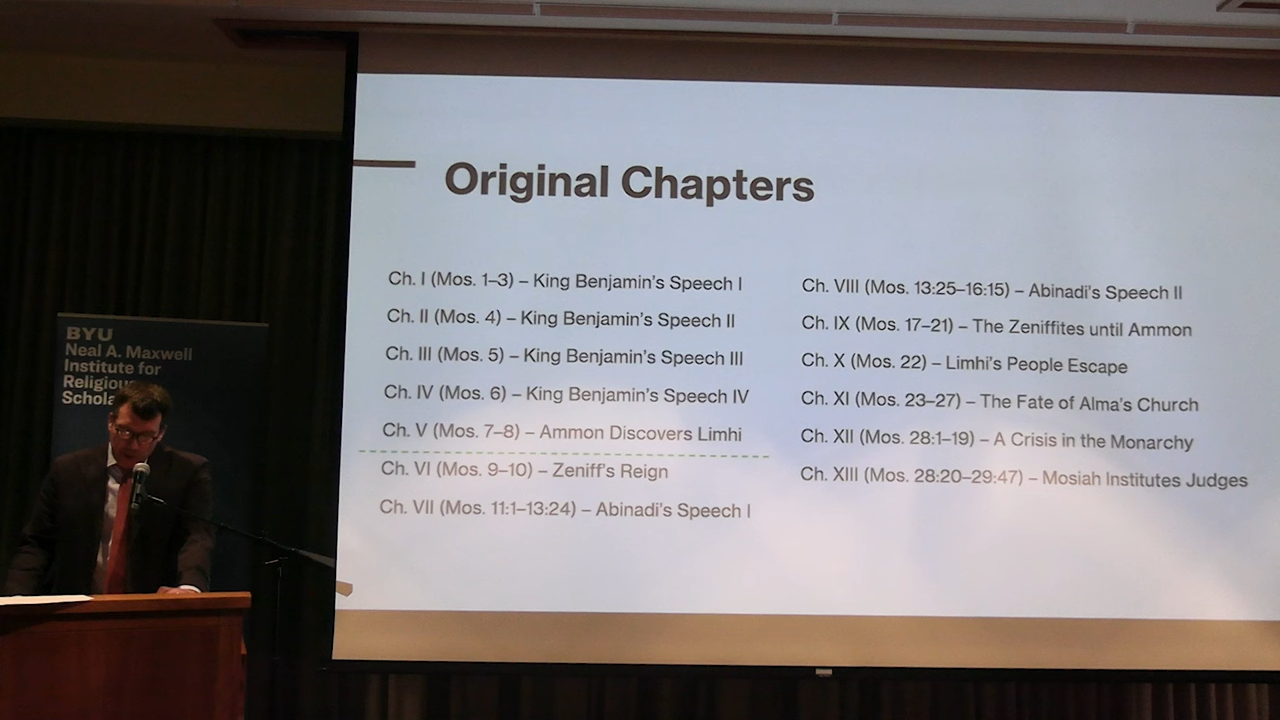 BYU
Neal A. Maxwell
Institute for
Religious
Schola
Original Chapters
Ch. I (Mos. 1–3) – King Benjamin's Speech I
Ch. II (Mos. 4) – King Benjamin's Speech II
Ch. III (Mos. 5) – King Benjamin's Speech III
Ch. IV (Mos. 6) – King Benjamin's Speech IV
Ch. V (Mos. 7–8) – Ammon Discovers Limhi
Ch. VI (Mos. 9–10) – Zeniff's Reign
Ch. VII (Mos. 11:1–13:24) – Abinadi's Speech I
Ch. VIII (Mos. 13:25–16:15) – Abinadi's Speech II
Ch. IX (Mos. 17–21) – The Zeniffites until Ammon
Ch. X (Mos. 22) – Limhi's People Escape
Ch. XI (Mos. 23–27) – The Fate of Alma's Church
Ch. XII (Mos. 28:1–19) – A Crisis in the Monarchy
Ch. XIII (Mos. 28:20–29:47) – Mosiah Institutes Judges